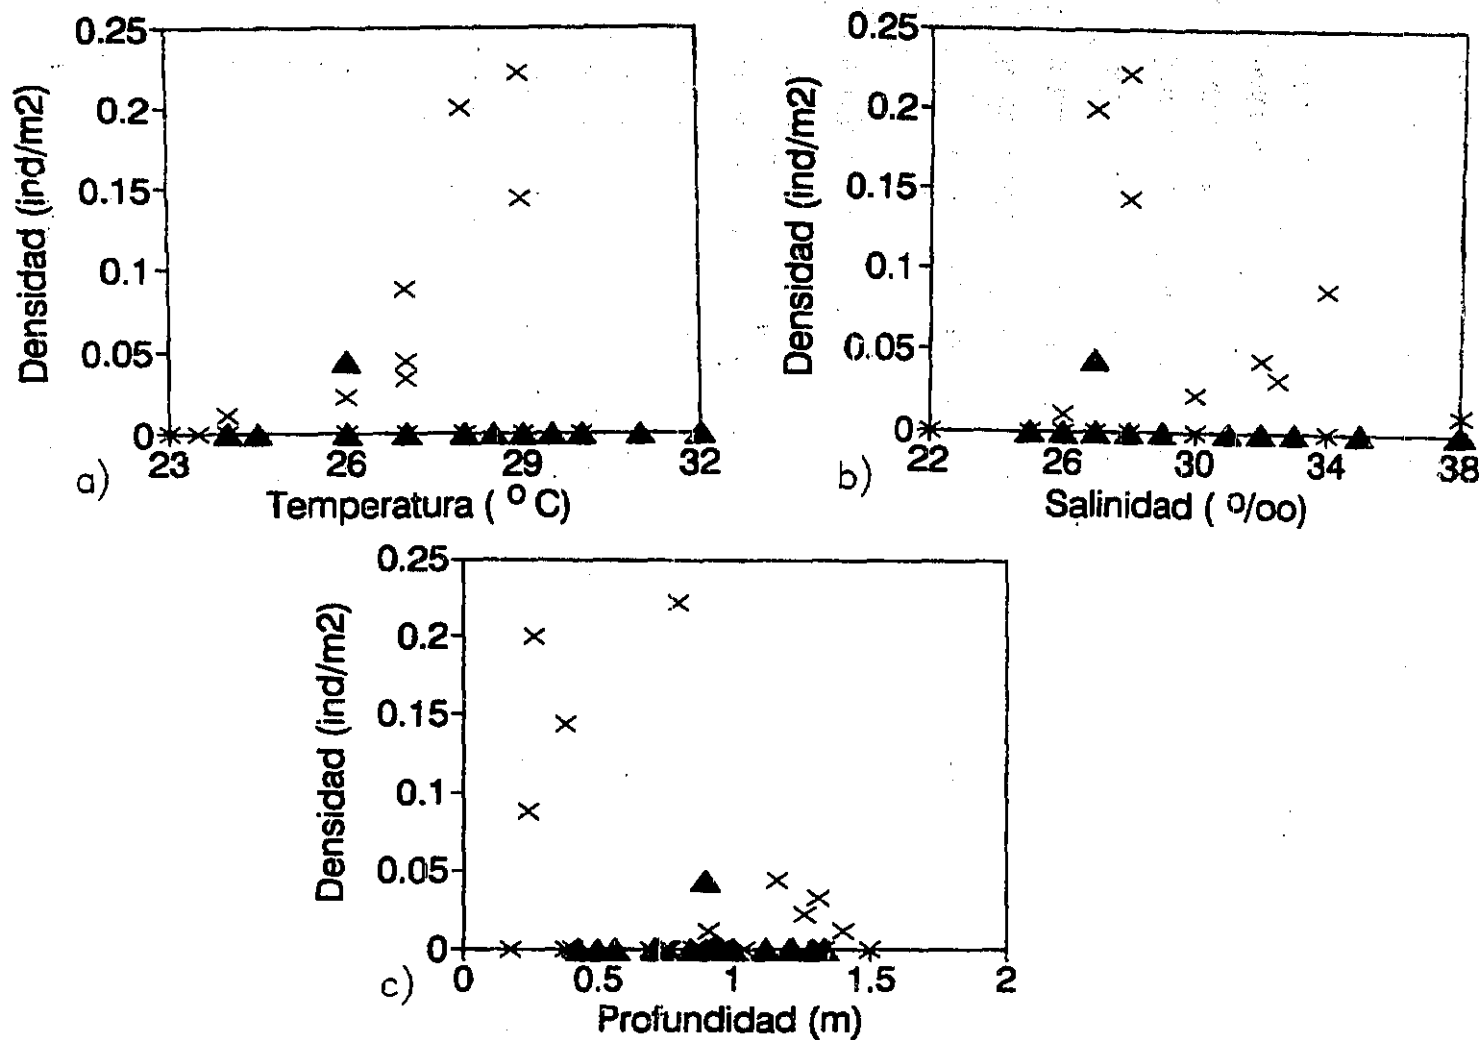 0.25
0.2
0.15
0.1
0.05
0
Densidad (ind/m2)
23 26 29 32
a)
Temperatura ( º C)
0.25
0.2
0.15
0.1
0.05
0
Densidad (ind/m2)
22 26 30 34 38
b)
Salinidad ( º/oo)
0.25
0.2
0.15
0.1
0.05
0
Densidad (ind/m2)
0 0.5 1 1.5 2
c)
Profundidad (m)